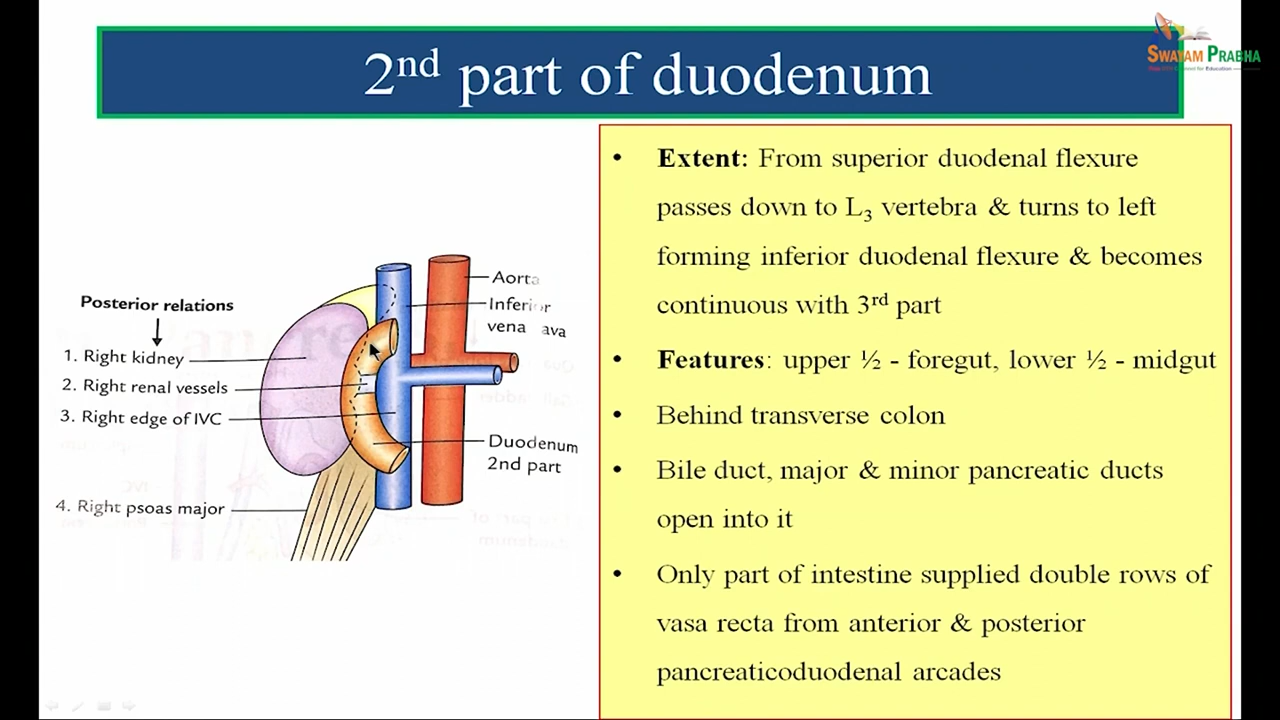 SWAYAM PRABHA
2nd part of duodenum
Posterior relations
1. Right kidney
2. Right renal vessels
3. Right edge of IVC
4. Right psoas major
Aorta
Inferior
vena ava
Duodenum
2nd part
• Extent: From superior duodenal flexure
passes down to L3 vertebra & turns to left
forming inferior duodenal flexure & becomes
continuous with 3rd part
• Features: upper ½ - foregut, lower ½ - midgut
• Behind transverse colon
• Bile duct, major & minor pancreatic ducts
open into it
• Only part of intestine supplied double rows of
vasa recta from anterior & posterior
pancreaticoduodenal arcades